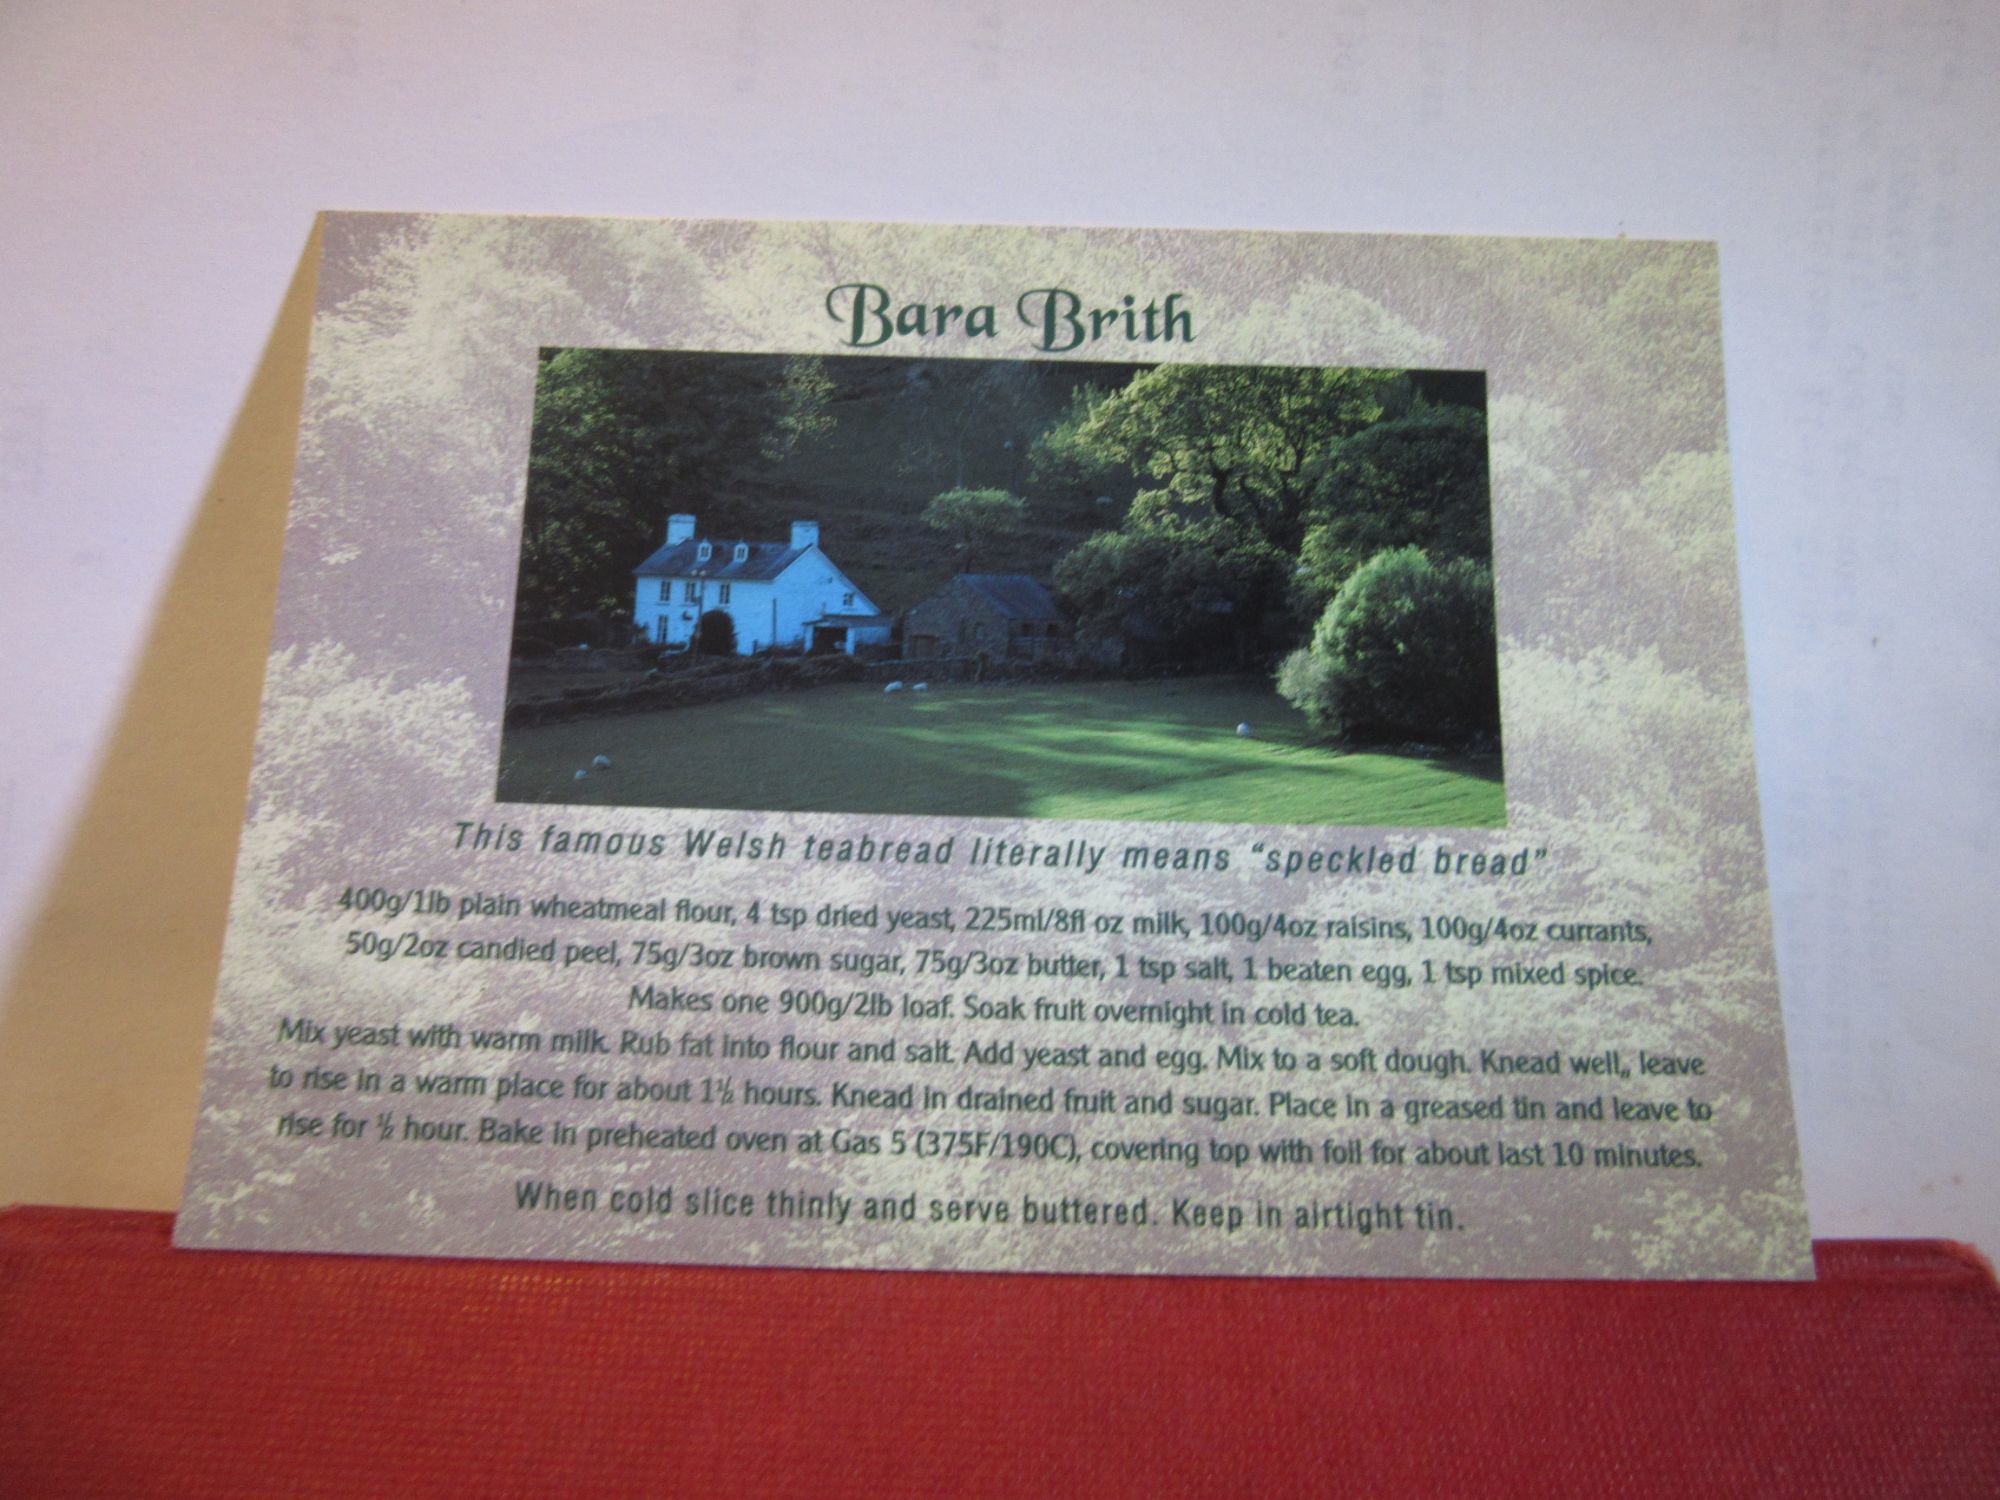 Bara Brith
This famous Welsh teabread literally means “speckled bread”
400g/1lb plain wheatmeal flour, 4 tsp dried yeast, 225ml/8fl oz milk, 100g/4oz raisins, 100g/4oz currants,
50g/2oz candied peel, 75g/3oz brown sugar, 75g/3oz butter, 1 tsp salt, 1 beaten egg, 1 tsp mixed spice.
Makes one 900g/2lb loaf. Soak fruit overnight in cold tea.
Mix yeast with warm milk. Rub fat into flour and salt. Add yeast and egg. Mix to a soft dough. Knead well,, leave
to rise in a warm place for about 1½ hours. Knead in drained fruit and sugar. Place in a greased tin and leave to
rise for ½ hour. Bake in preheated oven at Gas 5 (375F/190C), covering top with foil for about last 10 minutes.
When cold slice thinly and serve buttered. Keep in airtight tin.